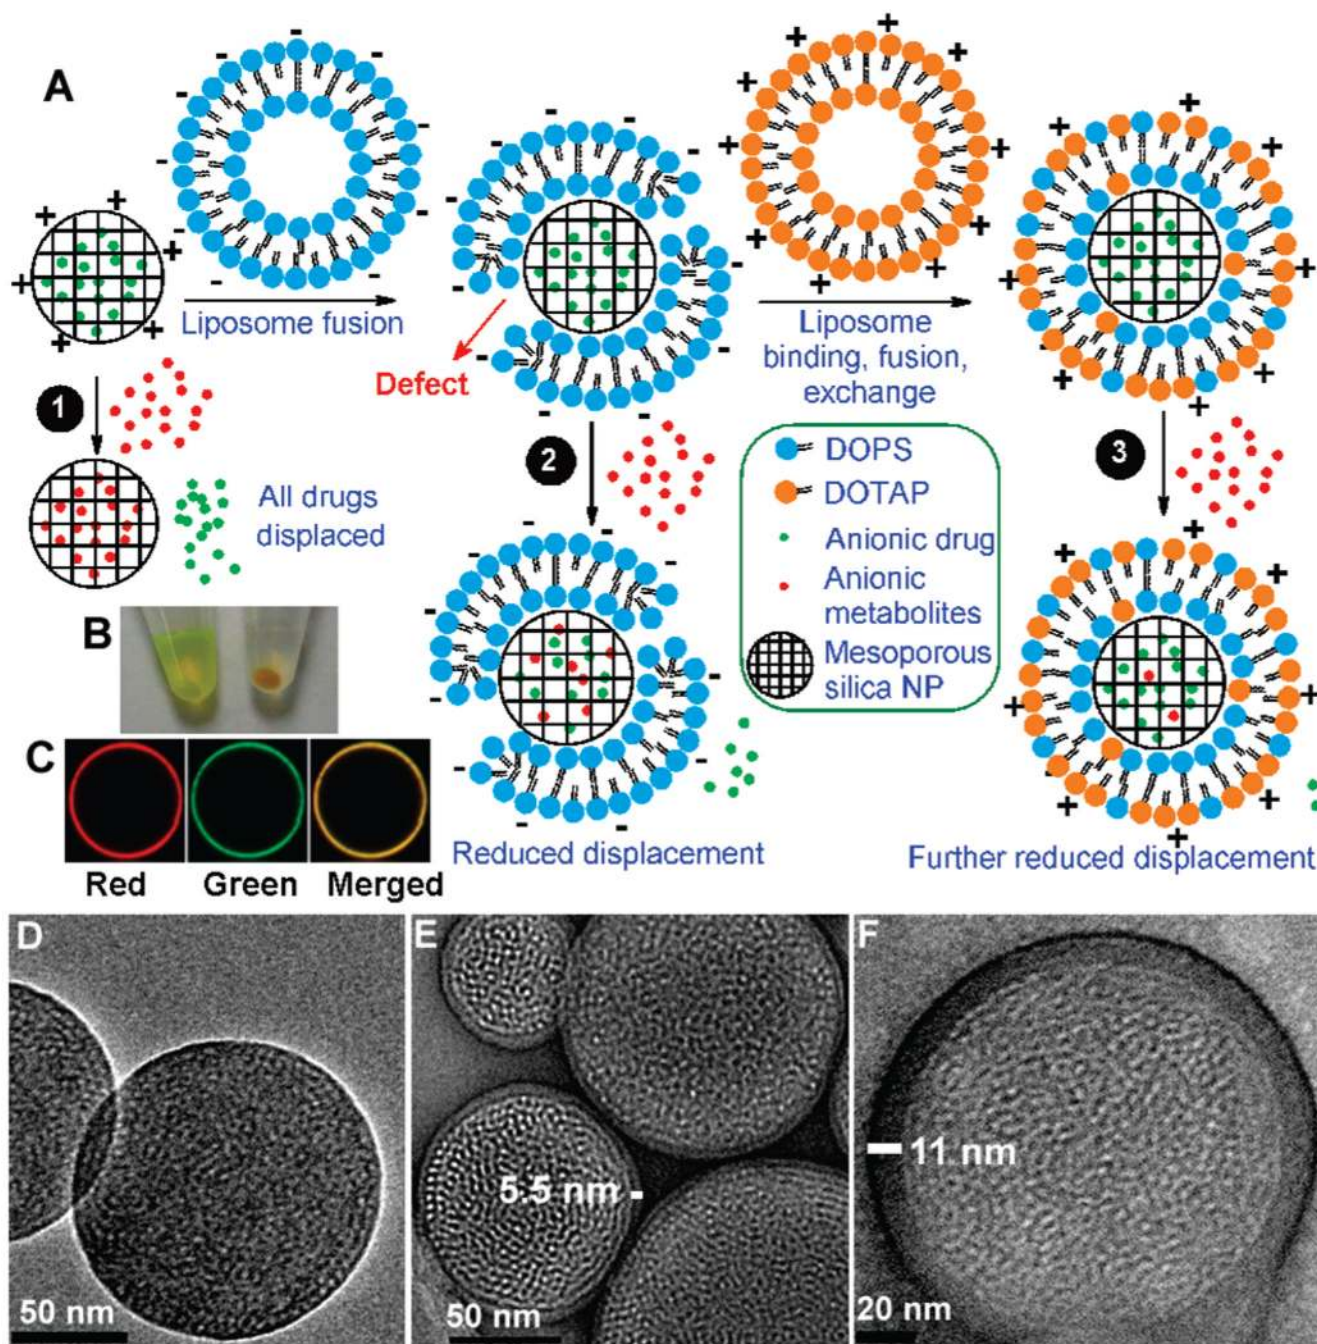 A
Liposome fusion
Defect
Liposome
binding, fusion,
exchange
1
2
3
All drugs
displaced
DOPS
DOTAP
Anionic drug
Anionic
metabolites
Mesoporous
silica NP
B
C
Red
Green
Merged
Reduced displacement
Further reduced displacement
D
50 nm
E
5.5 nm
50 nm
F
11 nm
20 nm